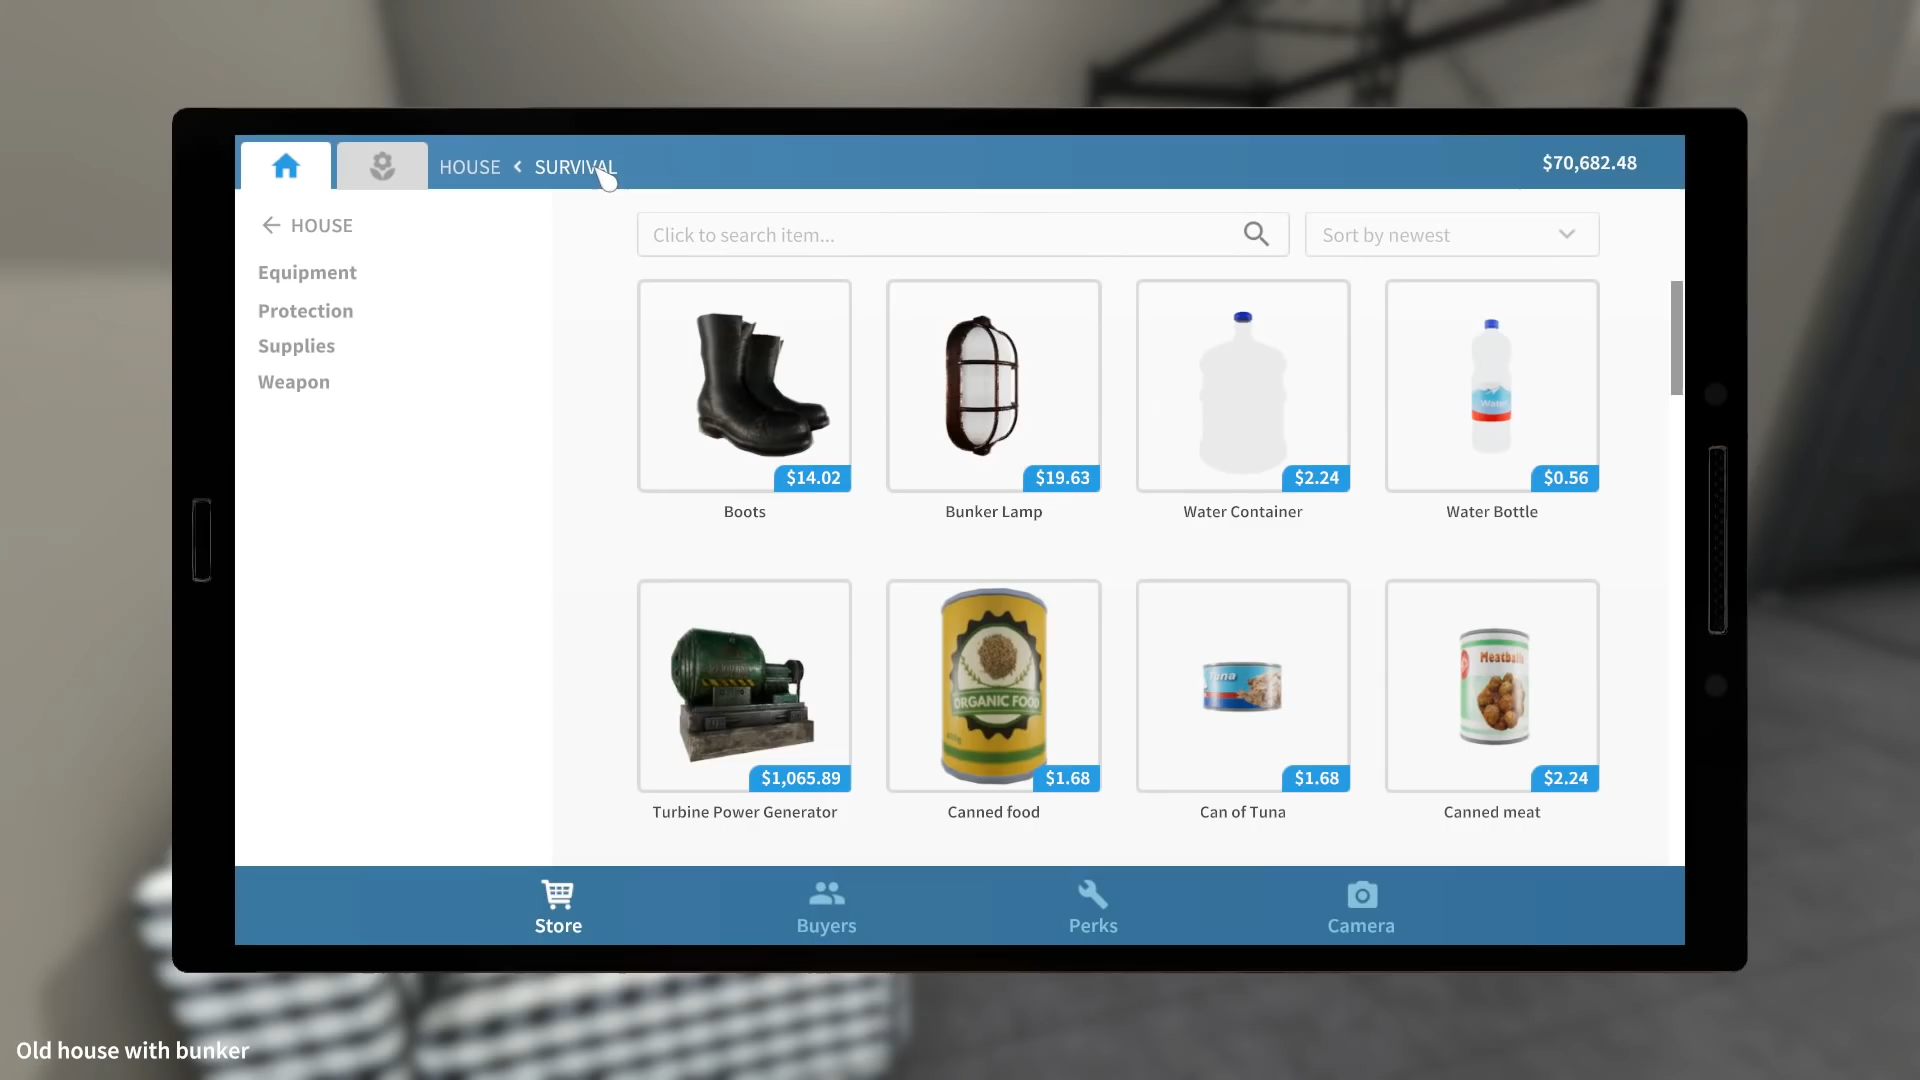 HOUSE < SURVIVAL
$70,682.48
HOUSE
Equipment
Protection
Supplies
Weapon
Click to search item...
Sort by newest
$14.02
$19.63
$2.24
Water
$0.56
Boots
Bunker Lamp
Water Container
Water Bottle
$1,065.89
ORGANIC FOOD
$1.68
Tuna
$1.68
Meatballs
$2.24
Turbine Power Generator
Canned food
Can of Tuna
Canned meat
Store
Buyers
Perks
Camera
Old house with bunker